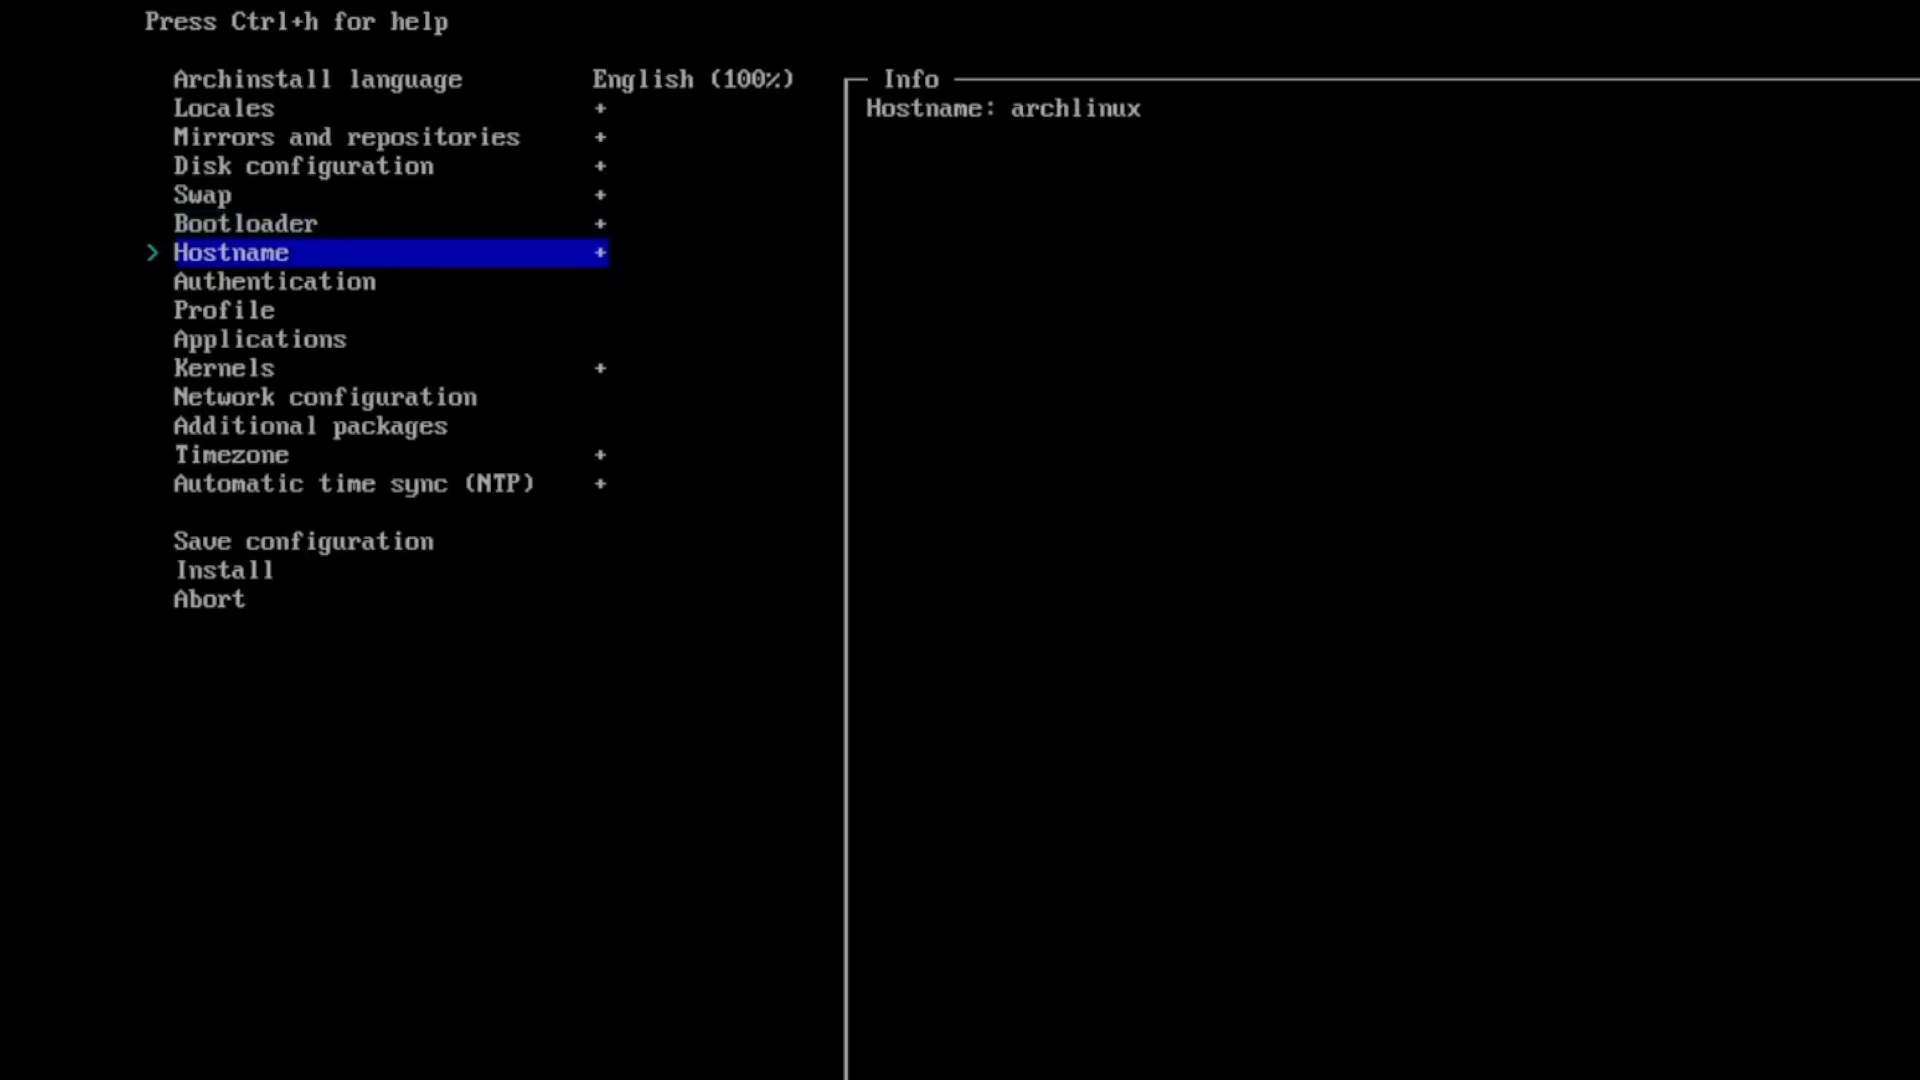 Press Ctrl+h for help
Archinstall language English (100%)
Locales +
Mirrors and repositories +
Disk configuration +
Swap +
Bootloader +
> Hostname +
Authentication
Profile
Applications
Kernels +
Network configuration
Additional packages
Timezone +
Automatic time sync (NTP) +
Save configuration
Install
Abort
Info
Hostname: archlinux